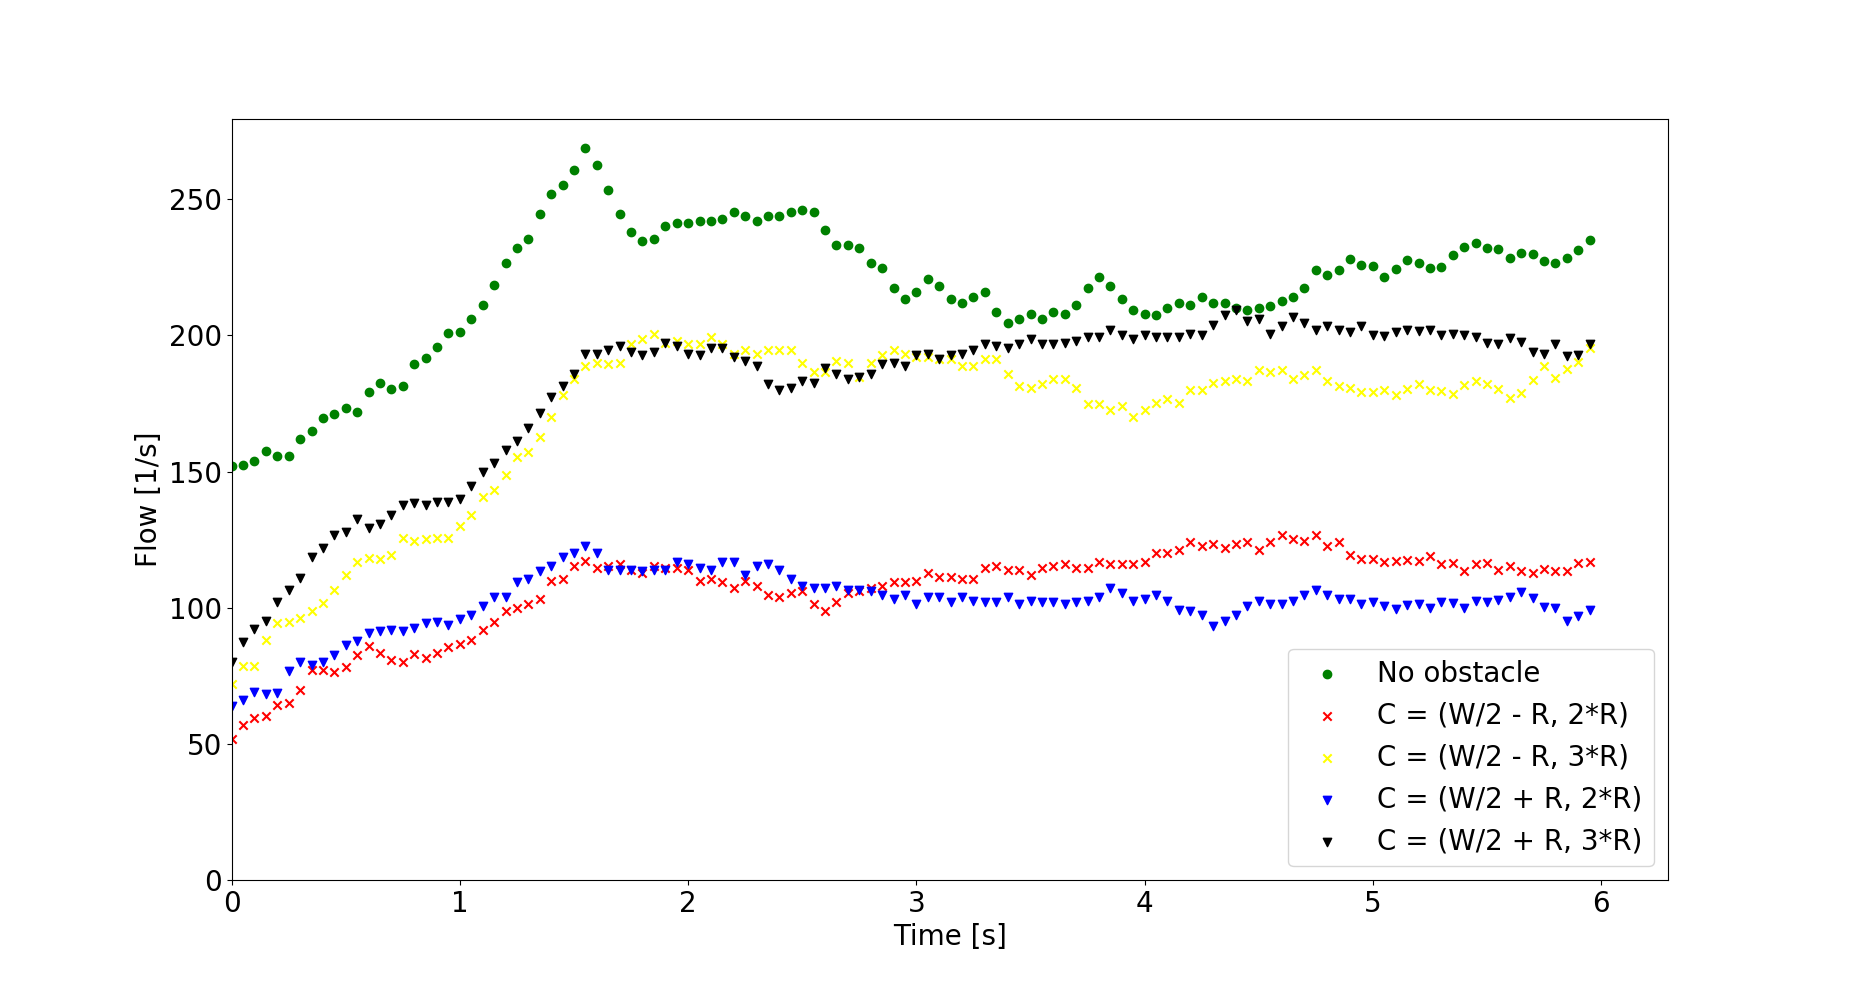 250
200
150
100
50
0
Flow [1/s]
0 1 2 3 4 5 6
Time [s]
No obstacle
C = (W/2 - R, 2*R)
C = (W/2 - R, 3*R)
C = (W/2 + R, 2*R)
C = (W/2 + R, 3*R)